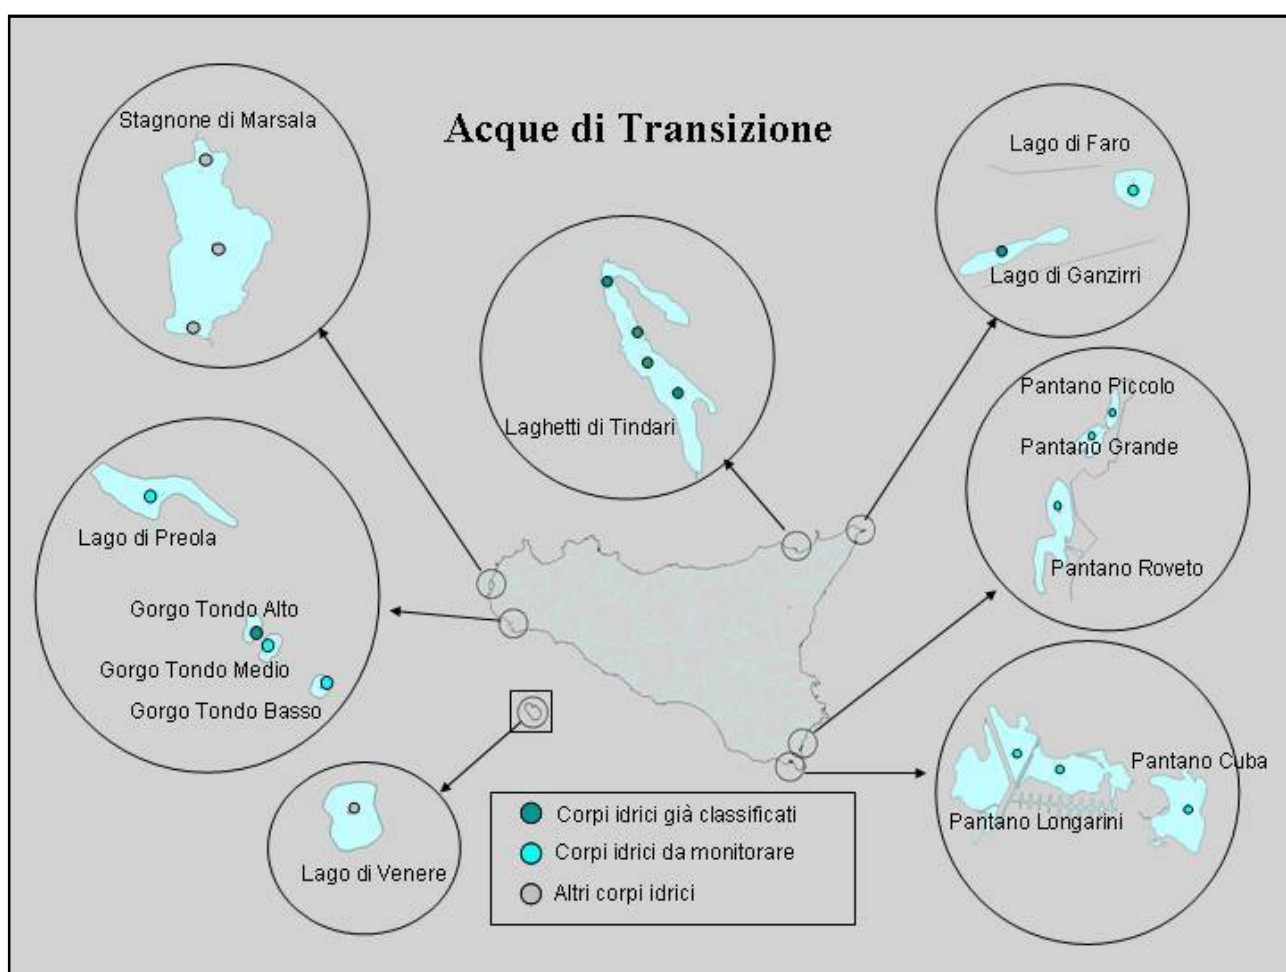 Acque di Transizione
Stagnone di Marsala
Lago di Faro
Lago di Ganzirri
Laghetti di Tindari
Pantano Piccolo
Pantano Grande
Pantano Roveto
Lago di Preola
Gorgo Tondo Alto
Gorgo Tondo Medio
Gorgo Tondo Basso
Pantano Cuba
Pantano Longarini
Lago di Venere
Corpi idrici già classificati
Corpi idrici da monitorare
Altri corpi idrici